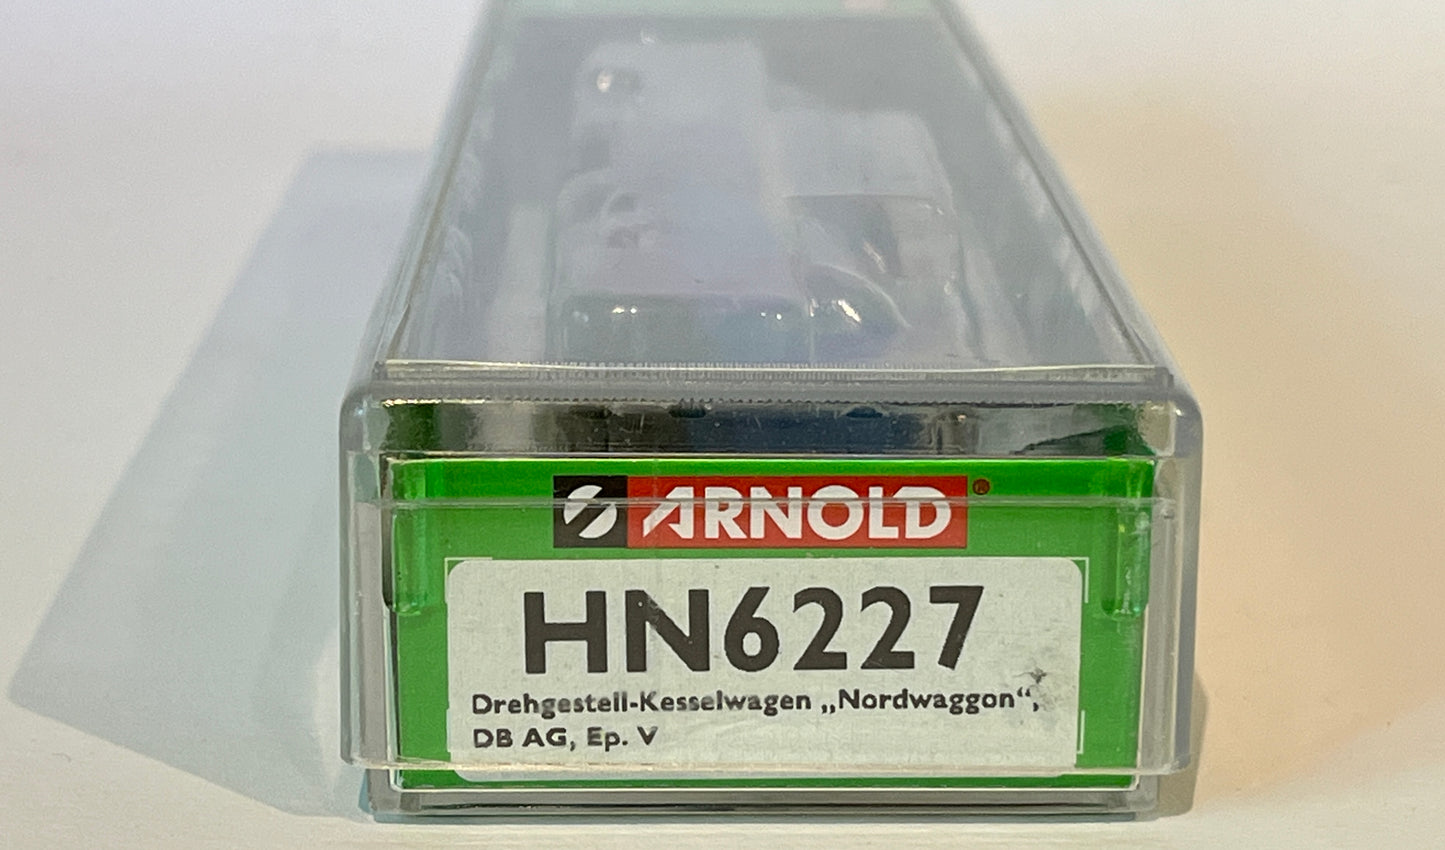 ARNOLD®
HN6227
Drehgestell-Kesselwagen „Nordwaggon“,
DB AG, Ep. V